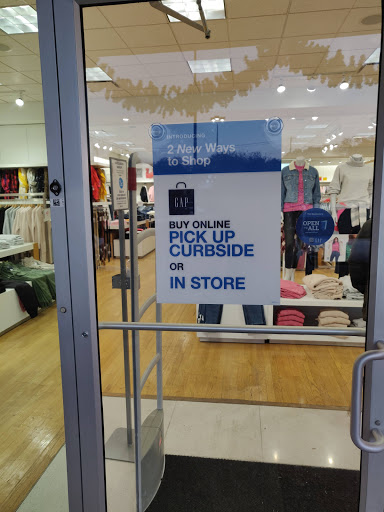 INTRODUCING
2 New Ways
to Shop
GAP
BUY ONLINE
PICK UP
CURBSIDE
OR
IN STORE
OPEN
ALL